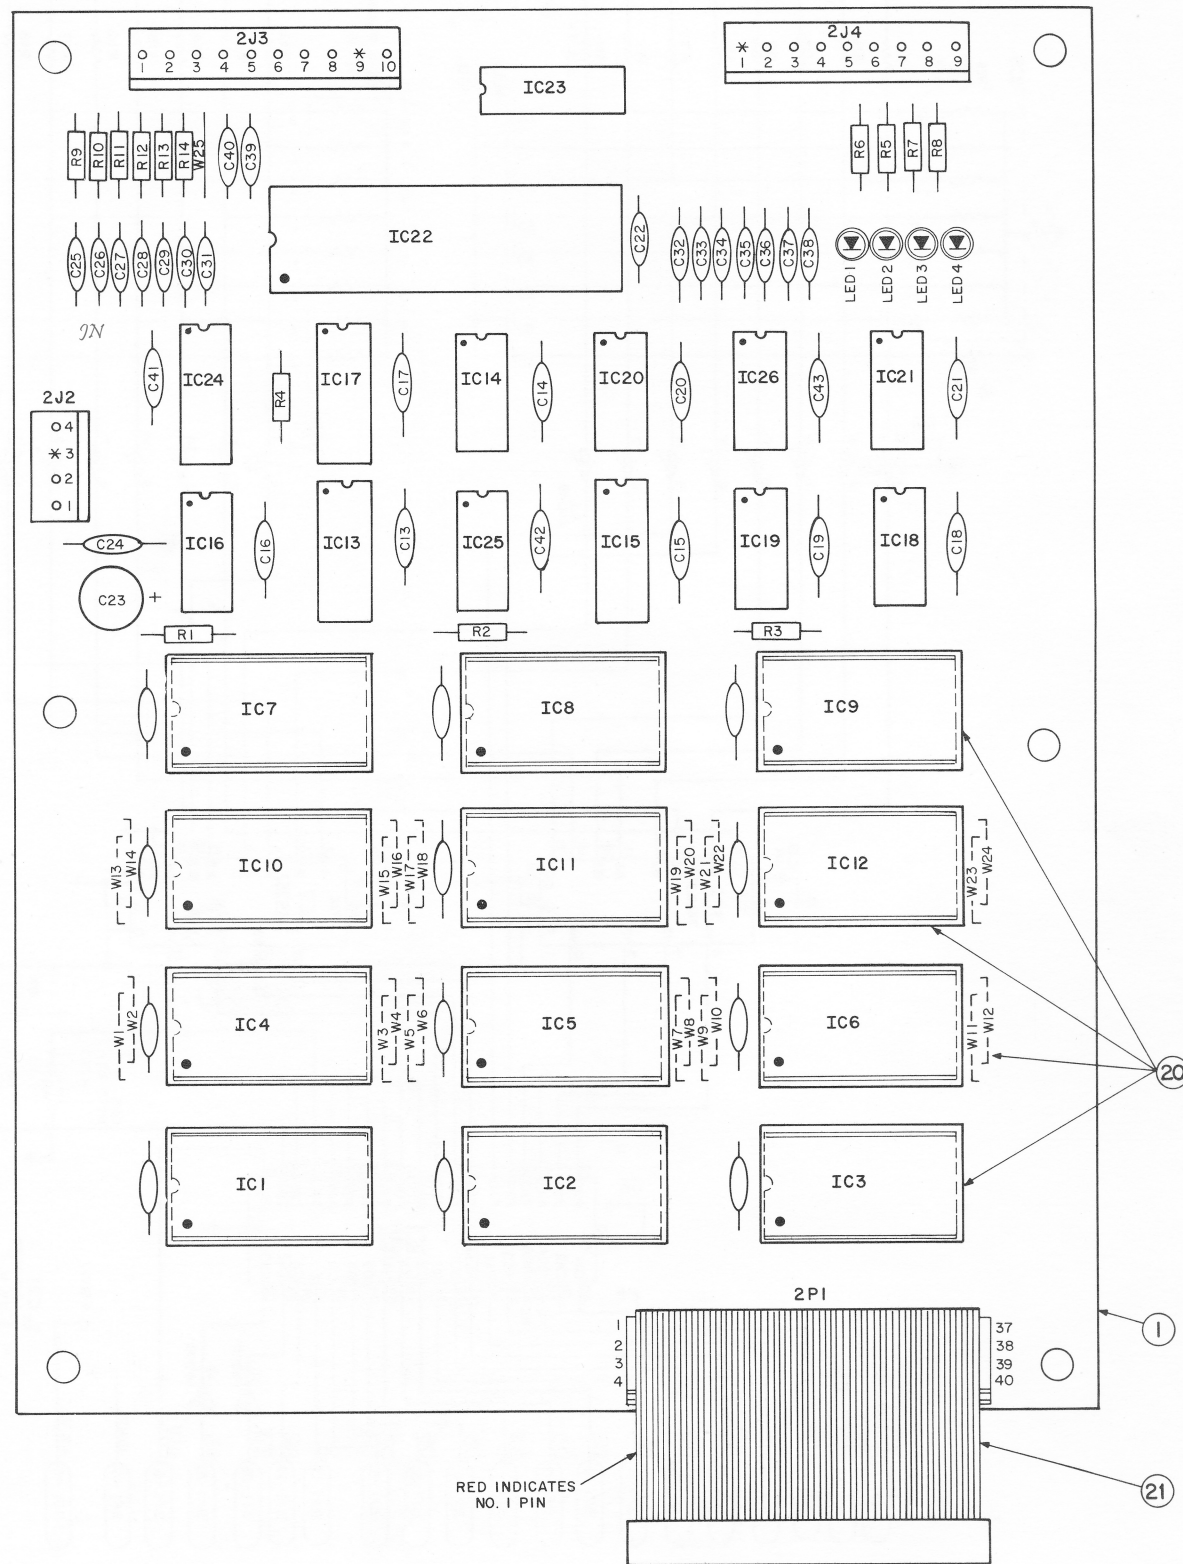 2J3
1 2 3 4 5 6 7 8 * 9 10
2J4
* 1 2 3 4 5 6 7 8 9
IC23
R9 R10 R11 R12 R13 R14 W25 C40 C39
R6 R5 R7 R8
IC22
C25 C26 C27 C28 C29 C30 C31
C22 C32 C33 C34 C35 C36 C37 C38
LED1 LED2 LED3 LED4
JN
C41 IC24 R4 IC17 C17 IC14 C14 IC20 C20 IC26 C43 IC21 C21
2J2
4
* 3
2
1
C24 IC16 C16 IC13 C13 IC25 C42 IC15 C15 IC19 C19 IC18 C18
C23 +
R1 R2 R3
IC7 IC8 IC9
W13 W14 IC10 W15 W16 W17 W18 IC11 W19 W20 W21 W22 IC12 W23 W24
W1 W2 IC4 W3 W4 W5 W6 IC5 W7 W8 W9 W10 IC6 W11 W12
20
IC1 IC2 IC3
2P1
1 37
2 38
3 39
4 40
1
RED INDICATES
NO. 1 PIN
21